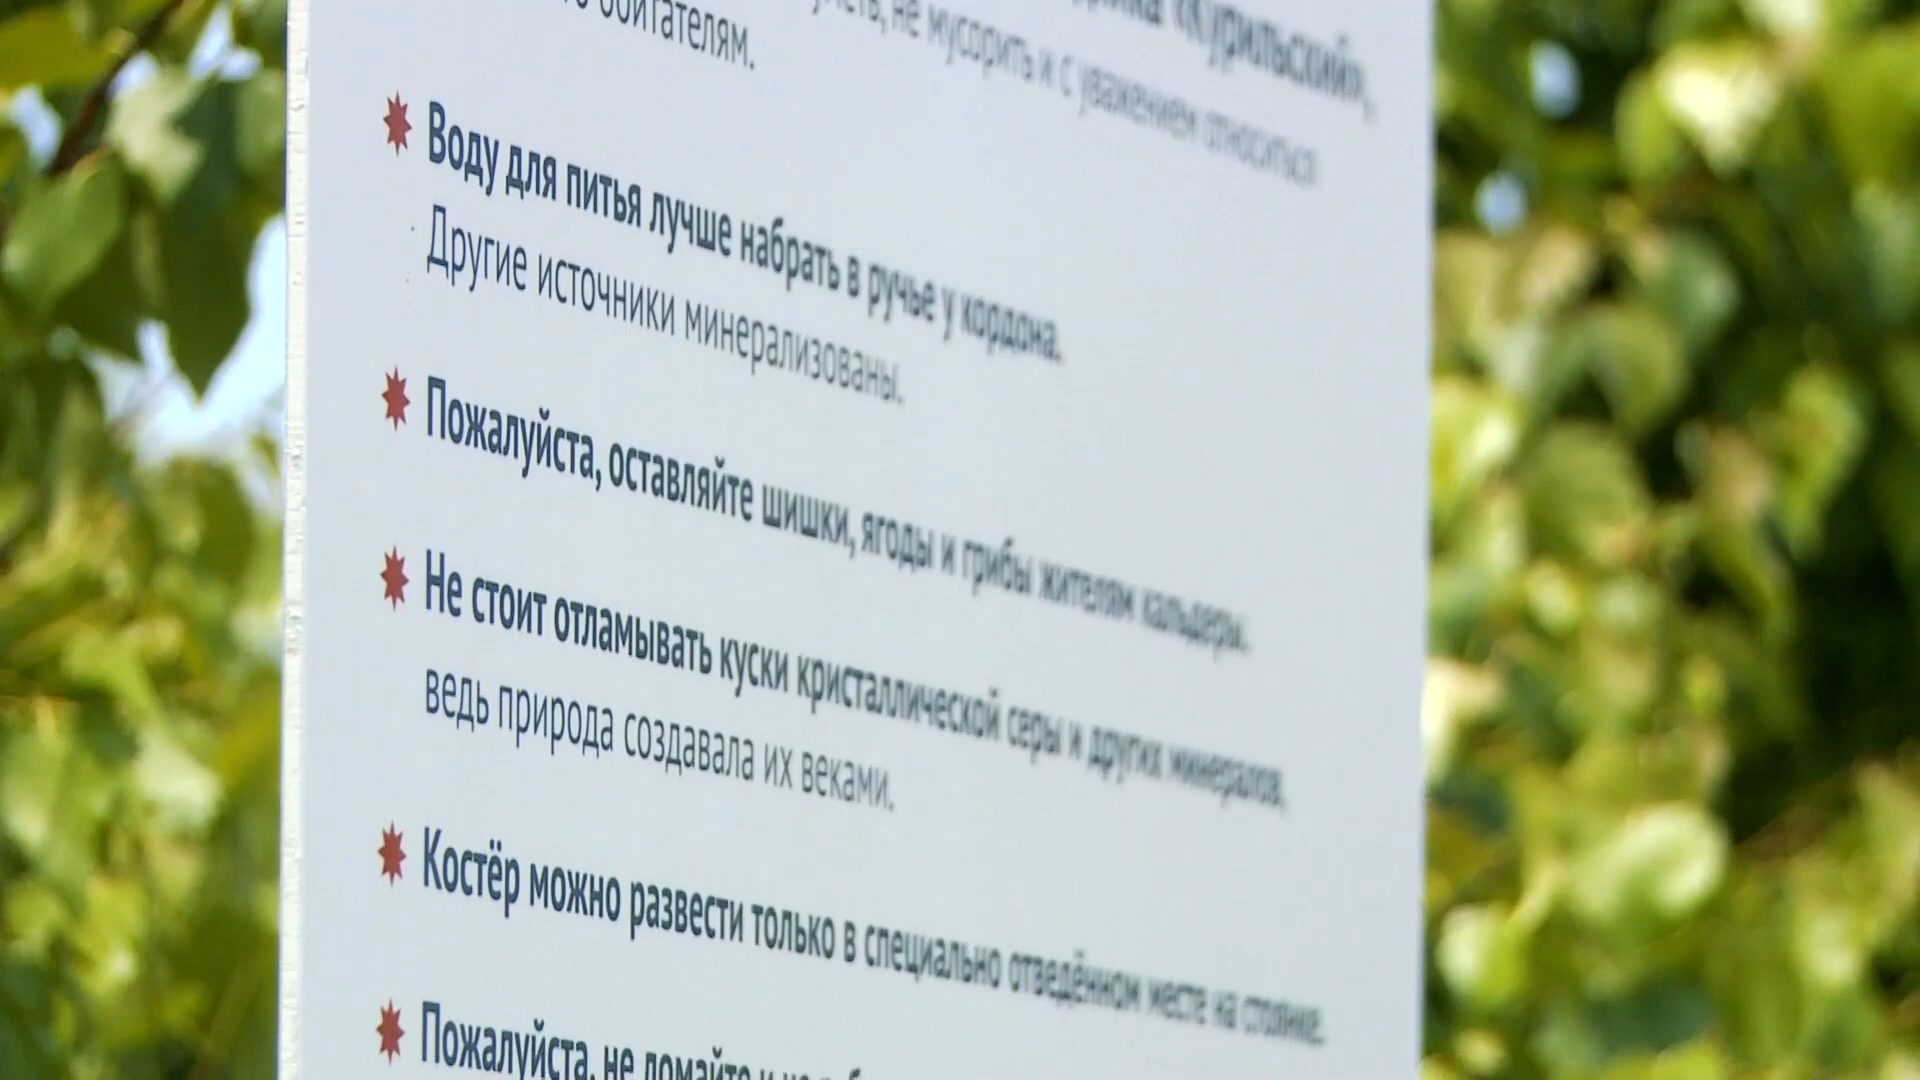 «Курильский»,
не мусорить и с уважением относиться
обитателям.
Воду для питья лучше набрать в ручье у кордона.
Другие источники минерализованы.
Пожалуйста, оставляйте шишки, ягоды и грибы жителям кальдеры.
Не стоит отламывать куски кристаллической серы и других минералов,
ведь природа создавала их веками.
Костёр можно развести только в специально отведённом месте на стоянке.
Пожалуйста, не ломайте и не